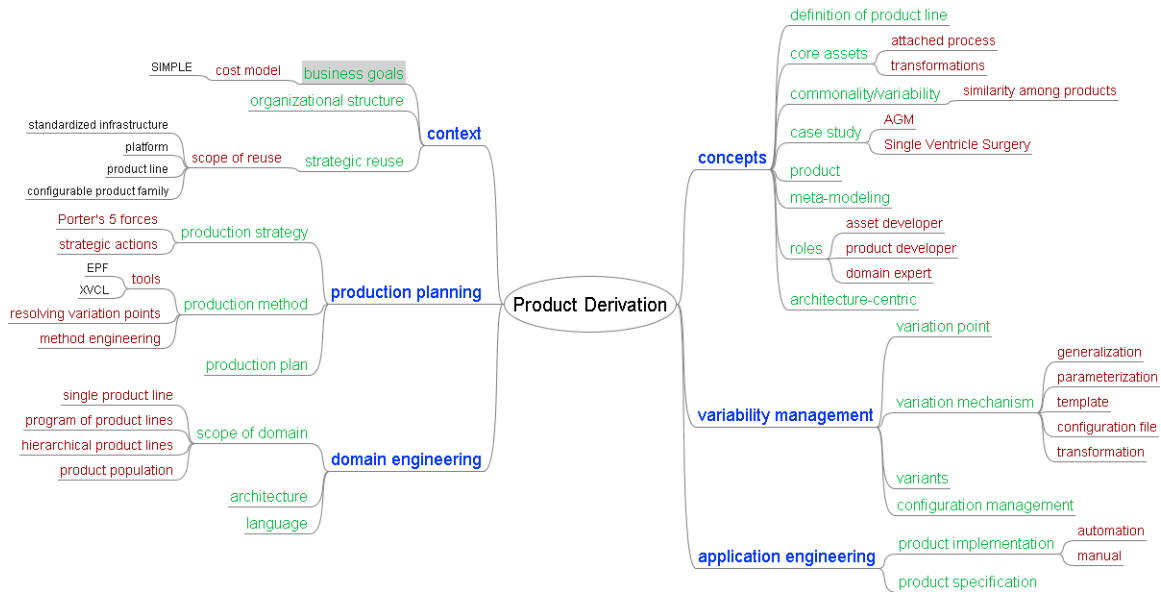 Product Derivation
context
business goals
cost model
SIMPLE
organizational structure
strategic reuse
scope of reuse
standardized infrastructure
platform
product line
configurable product family
production planning
production strategy
Porter's 5 forces
strategic actions
production method
tools
EPF
XVCL
resolving variation points
method engineering
production plan
domain engineering
scope of domain
single product line
program of product lines
hierarchical product lines
product population
architecture
language
concepts
definition of product line
core assets
attached process
transformations
commonality/variability
similarity among products
case study
AGM
Single Ventricle Surgery
product
meta-modeling
roles
asset developer
product developer
domain expert
architecture-centric
variability management
variation point
variation mechanism
generalization
parameterization
template
configuration file
transformation
variants
configuration management
application engineering
product implementation
automation
manual
product specification